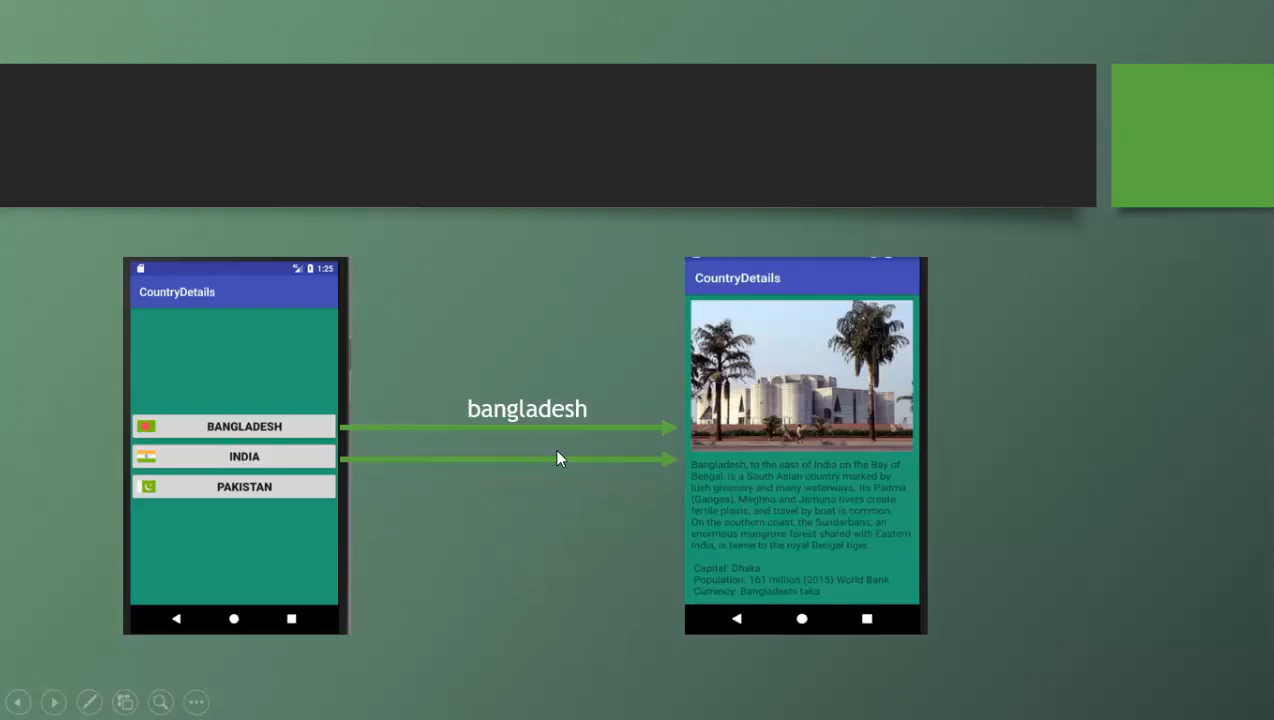 1:25
CountryDetails
BANGLADESH
INDIA
PAKISTAN
bangladesh
CountryDetails
Bangladesh, to the east of India on the Bay of
Bengal, is a South Asian country marked by
lush greenery and many waterways. Its Padma
(Ganges), Meghna and Jamuna rivers create
fertile plains, and travel by boat is common.
On the southern coast, the Sundarbans, an
enormous mangrove forest shared with Eastern
India, is home to the royal Bengal tiger.
Capital: Dhaka
Population: 161 million (2015) World Bank
Currency: Bangladeshi taka